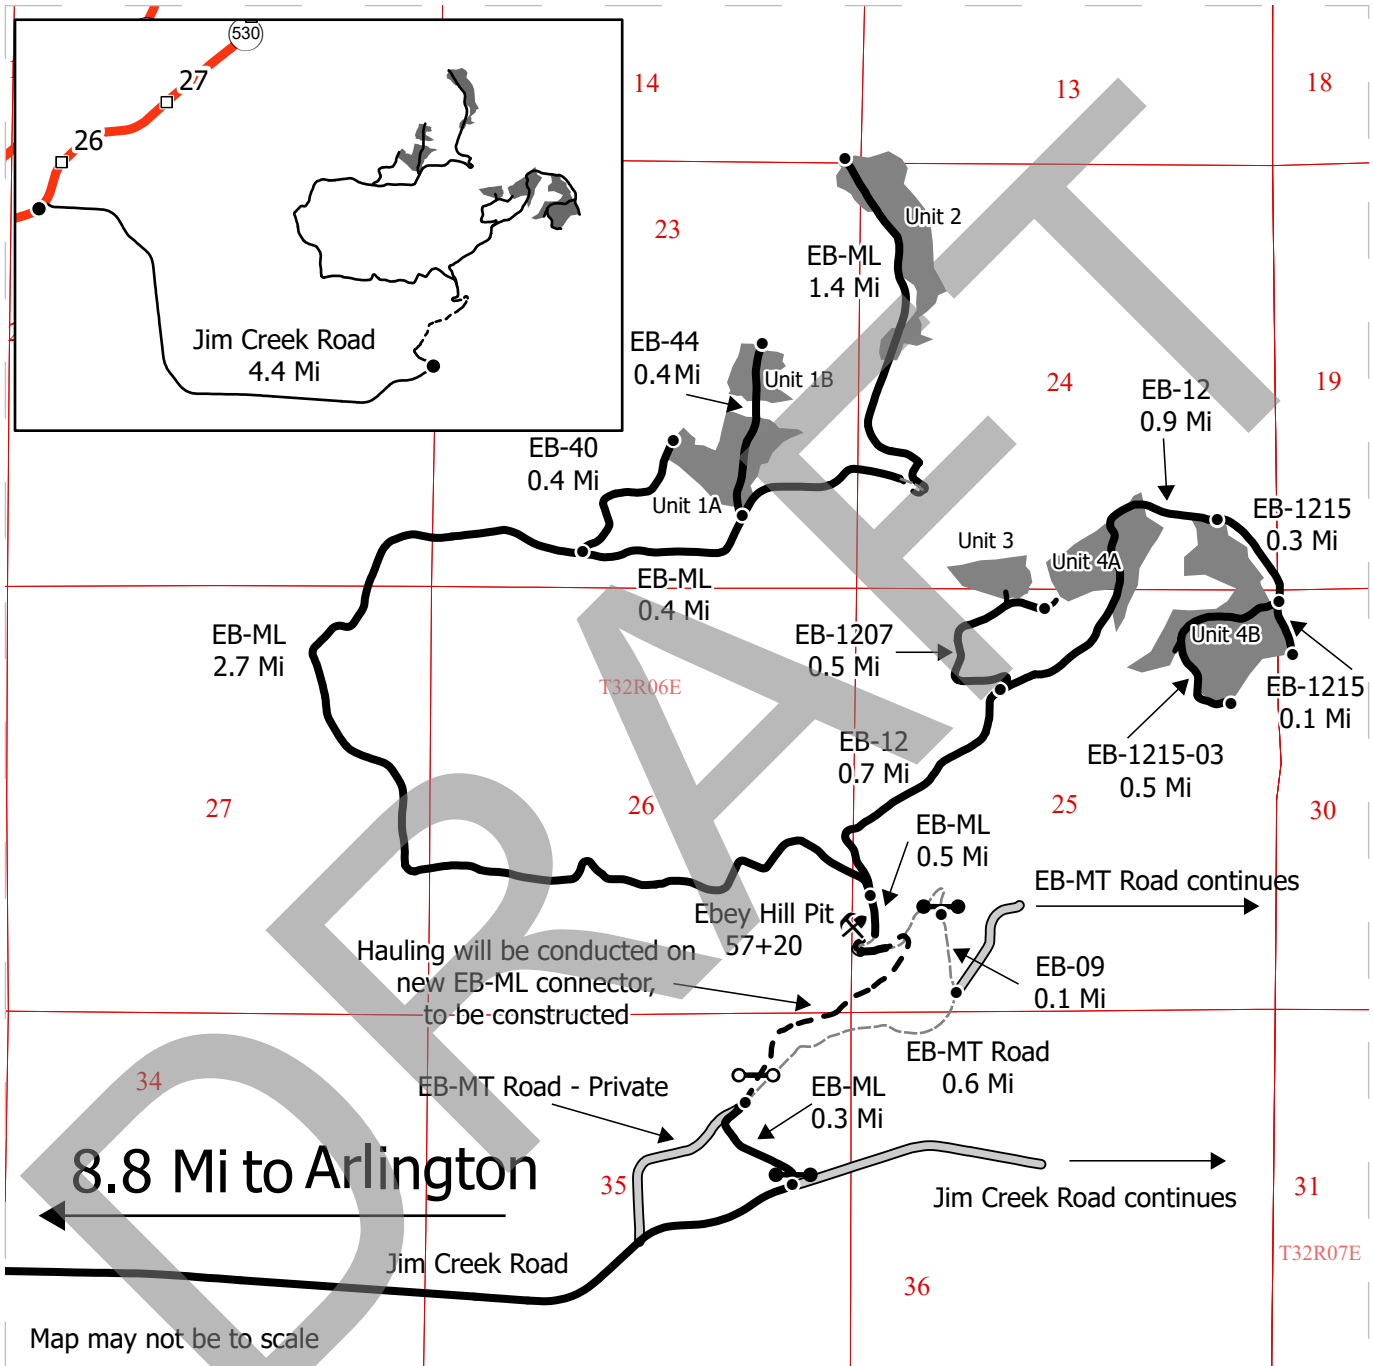 530
27
26
Jim Creek Road
4.4 Mi
14
13
18
23
Unit 2
EB-ML
1.4 Mi
EB-44
0.4 Mi
Unit 1B
24
19
EB-12
0.9 Mi
EB-40
0.4 Mi
Unit 1A
EB-1215
0.3 Mi
Unit 3
Unit 4A
EB-ML
0.4 Mi
EB-ML
2.7 Mi
EB-1207
0.5 Mi
Unit 4B
T32R06E
EB-1215
0.1 Mi
EB-12
0.7 Mi
EB-1215-03
0.5 Mi
27
26
25
30
EB-ML
0.5 Mi
EB-MT Road continues
Ebey Hill Pit
57+20
Hauling will be conducted on
new EB-ML connector,
to be constructed
EB-09
0.1 Mi
EB-MT Road
0.6 Mi
34
EB-MT Road - Private
EB-ML
0.3 Mi
8.8 Mi to Arlington
35
Jim Creek Road continues
31
T32R07E
Jim Creek Road
36
Map may not be to scale
DRAFT